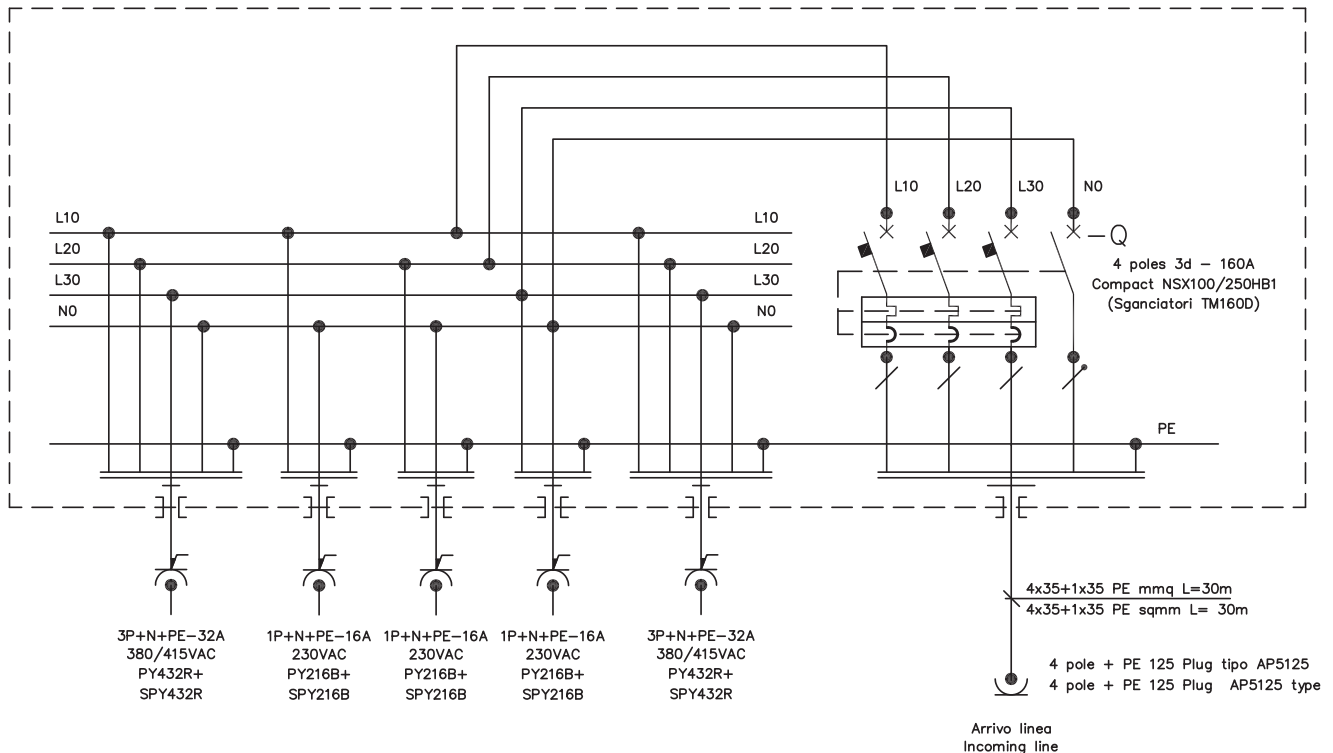 L10
L20
L30
N0
L10
L20
L30
N0
L10
L20
L30
N0
Q
4 poles 3d - 160A
Compact NSX100/250HB1
(Sganciatori TM160D)
PE
3P+N+PE-32A
380/415VAC
PY432R+
SPY432R
1P+N+PE-16A
230VAC
PY216B+
SPY216B
1P+N+PE-16A
230VAC
PY216B+
SPY216B
1P+N+PE-16A
230VAC
PY216B+
SPY216B
3P+N+PE-32A
380/415VAC
PY432R+
SPY432R
4x35+1x35 PE mmq L=30m
4x35+1x35 PE sqmm L= 30m
4 pole + PE 125 Plug tipo AP5125
4 pole + PE 125 Plug AP5125 type
Arrivo linea
Incoming line